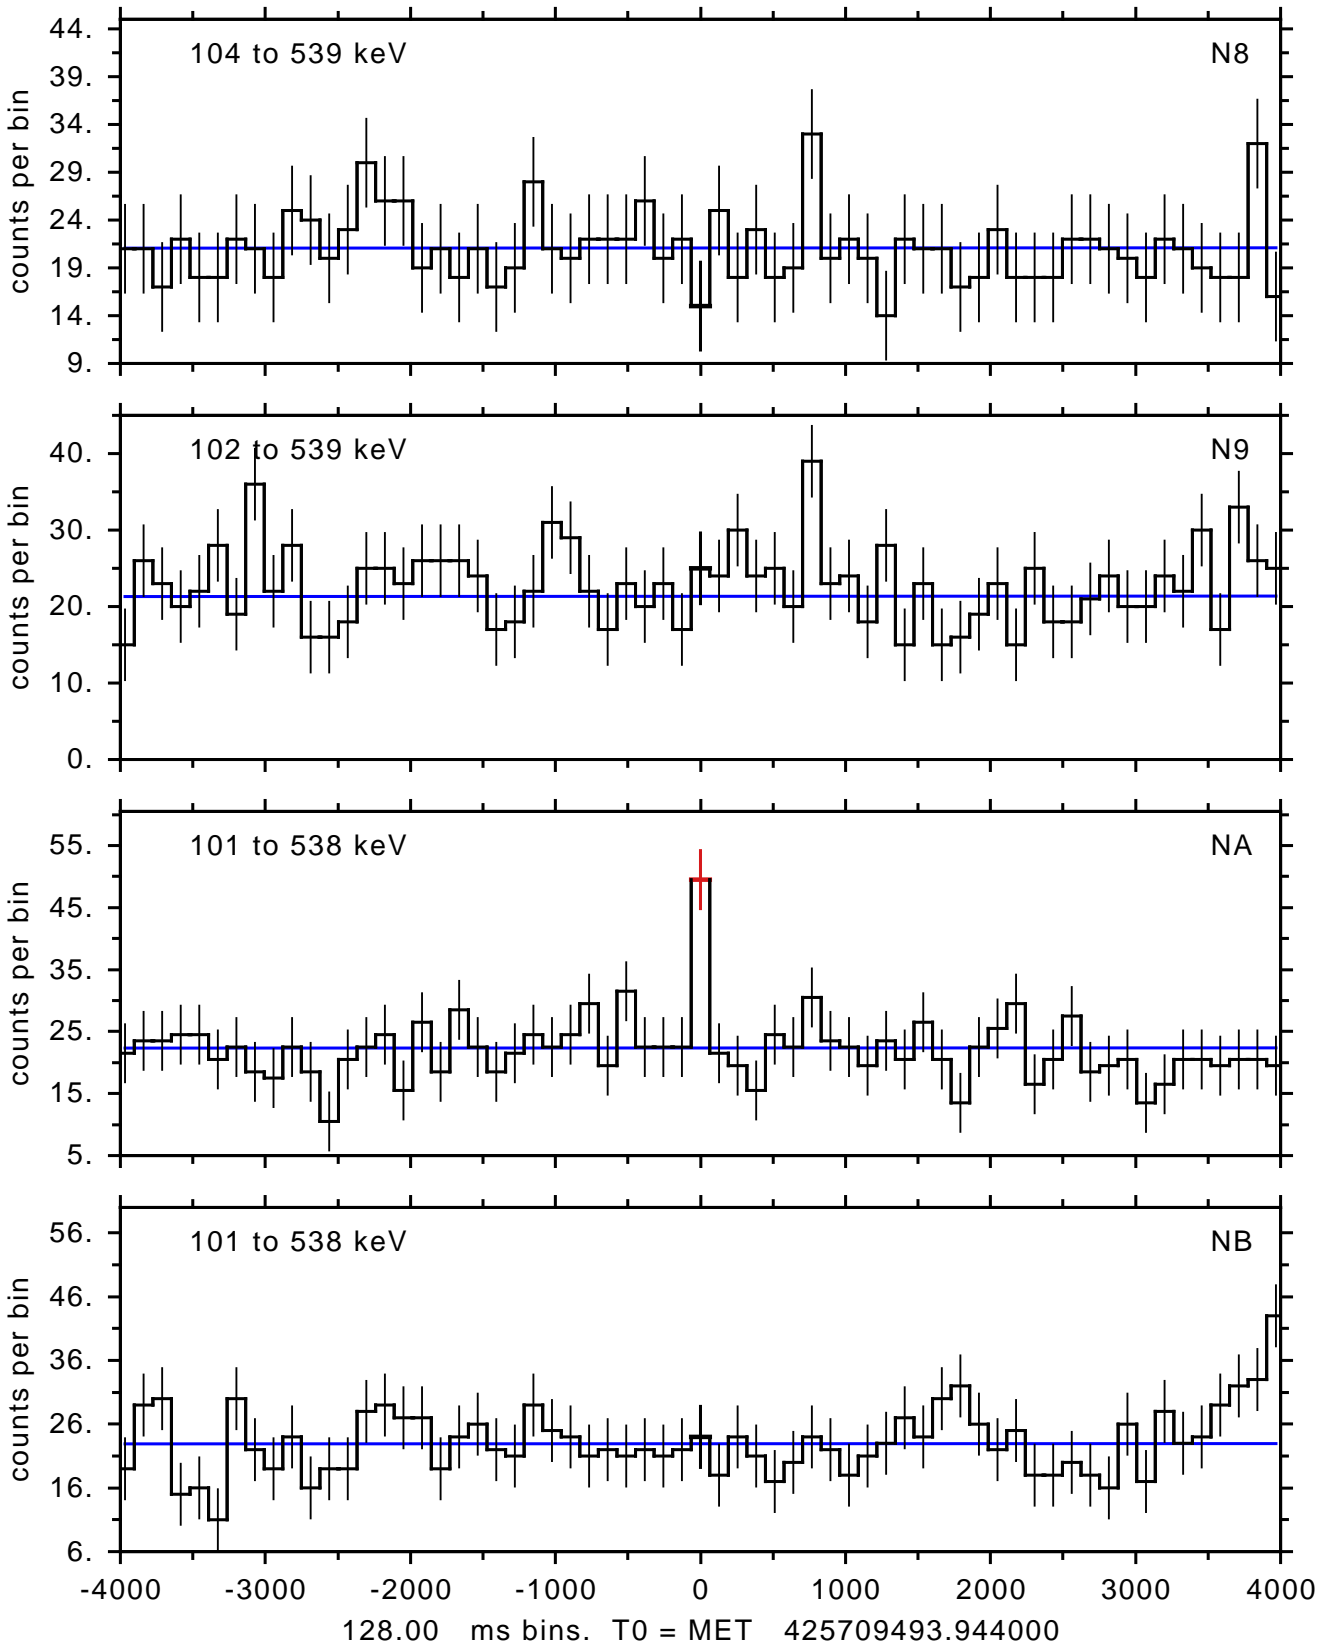 104 to 539 keV N8
44.
39.
34.
29.
24.
19.
14.
9.
counts per bin
102 to 539 keV N9
40.
30.
20.
10.
0.
counts per bin
101 to 538 keV NA
55.
45.
35.
25.
15.
5.
counts per bin
101 to 538 keV NB
56.
46.
36.
26.
16.
6.
counts per bin
-4000 -3000 -2000 -1000 0 1000 2000 3000 4000
128.00 ms bins. T0 = MET 425709493.944000